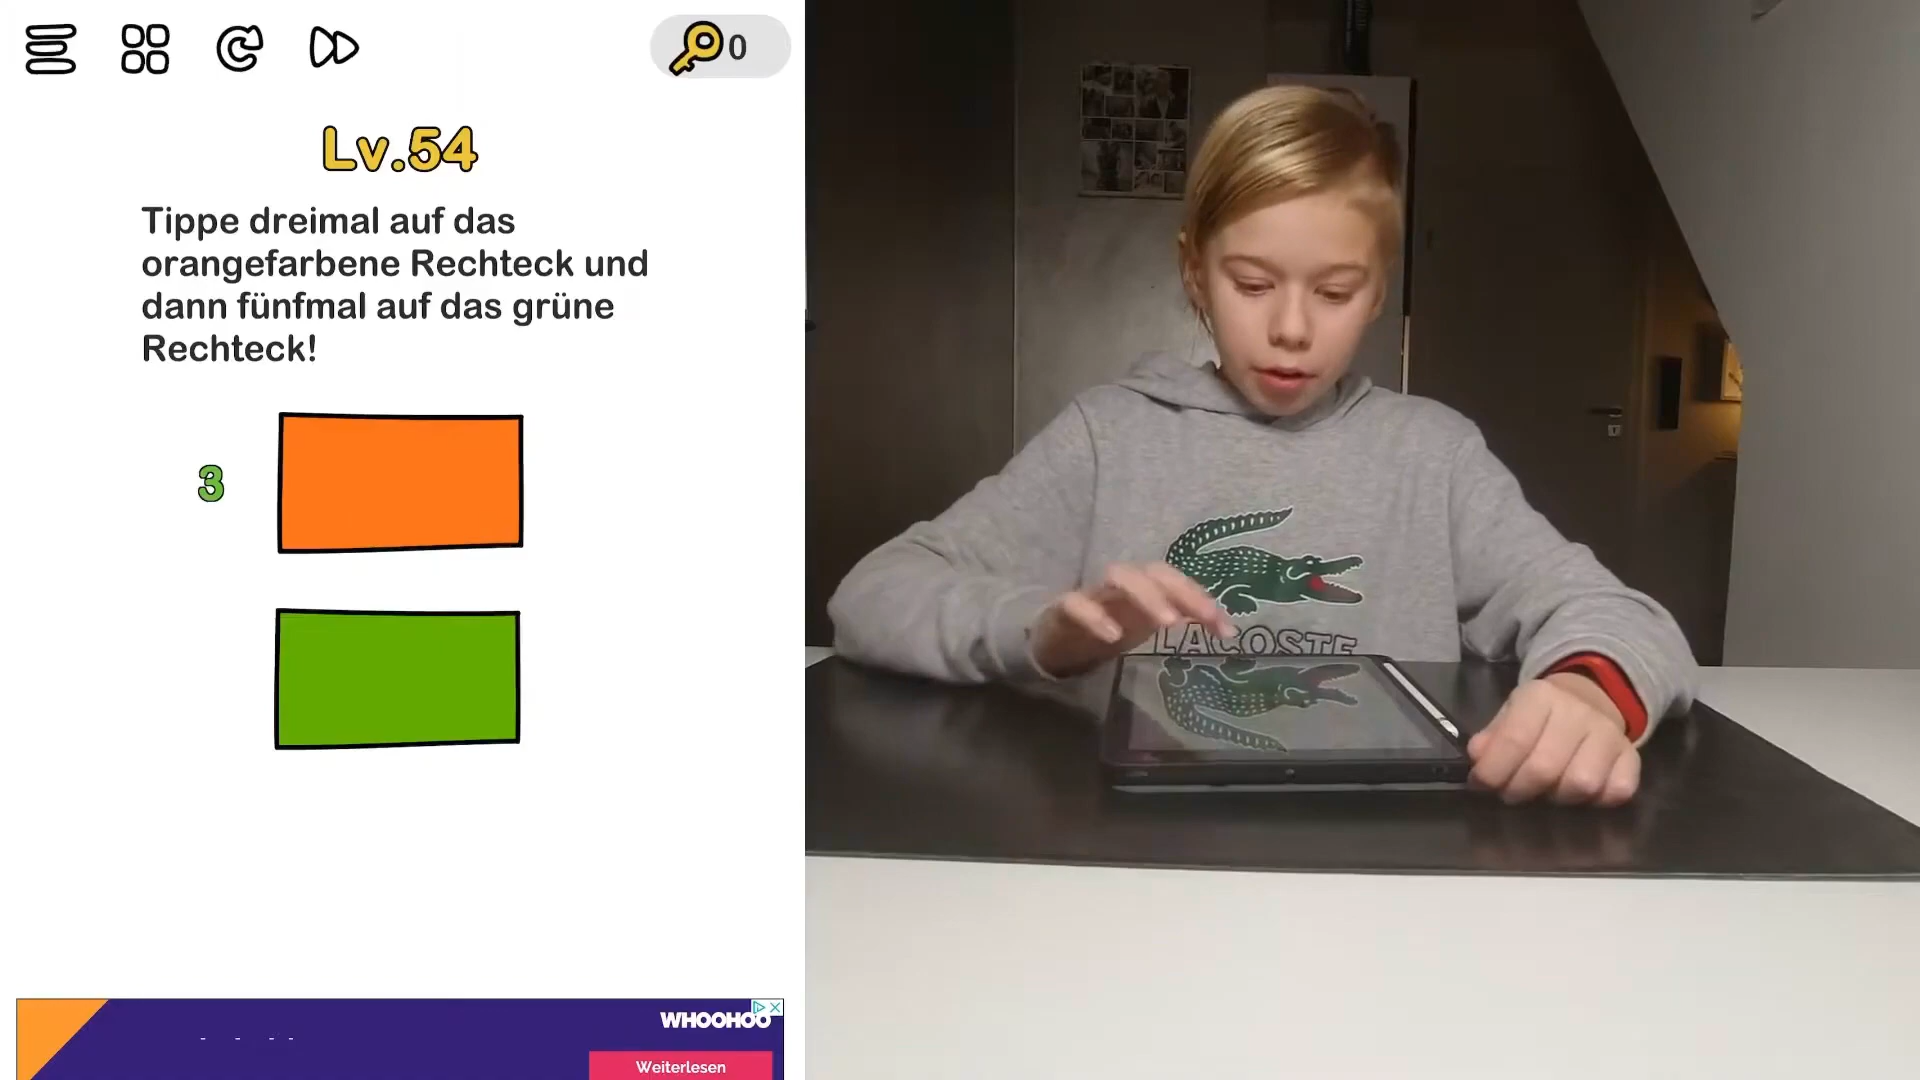 0
Lv.54
Tippe dreimal auf das
orangefarbene Rechteck und
dann fünfmal auf das grüne
Rechteck!
3
LACOSTE
WHOOHOO
Weiterlesen